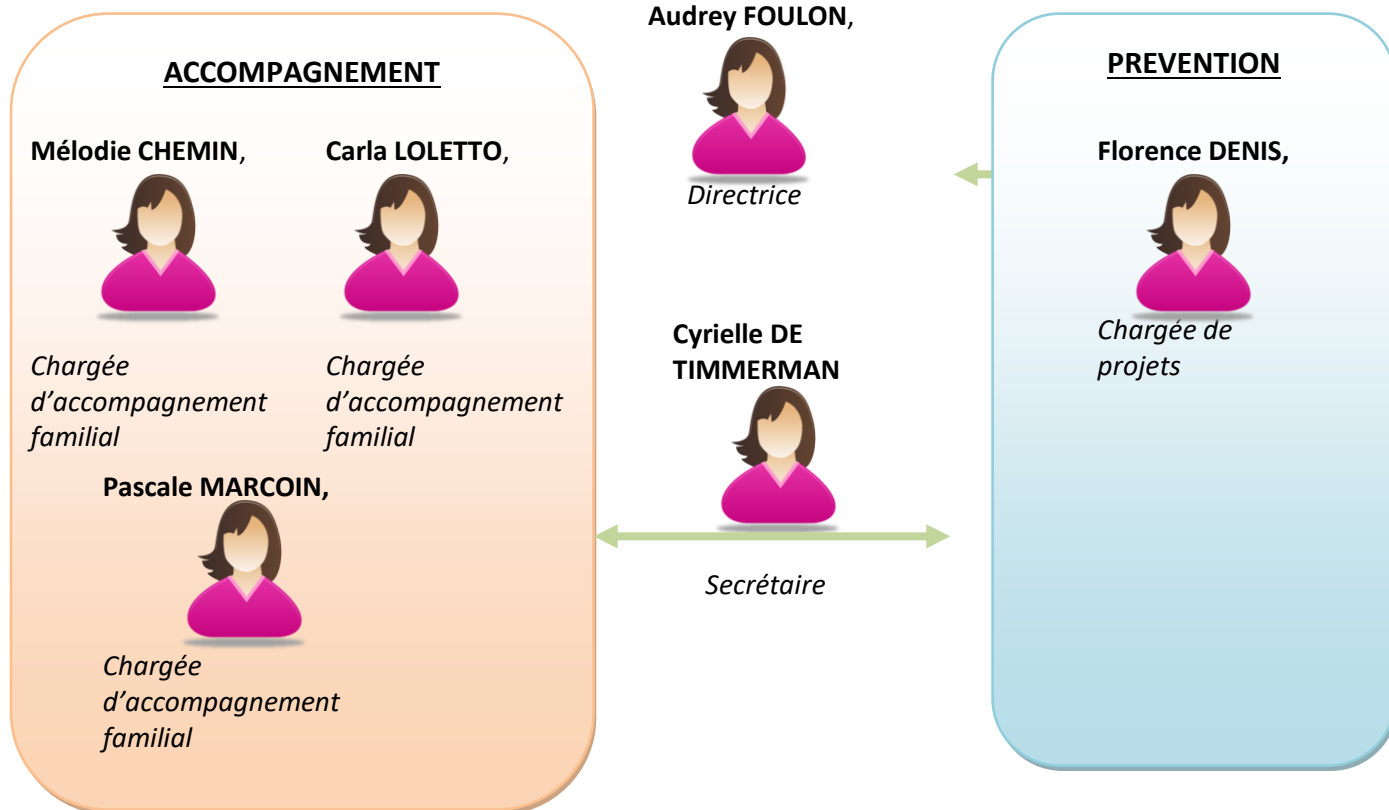 ACCOMPAGNEMENT
Mélodie CHEMIN,
Chargée
d’accompagnement
familial
Carla LOLETTO,
Chargée
d’accompagnement
familial
Pascale MARCOIN,
Chargée
d’accompagnement
familial
Audrey FOULON,
Directrice
Cyrielle DE
TIMMERMAN
Secrétaire
PREVENTION
Florence DENIS,
Chargée de
projets